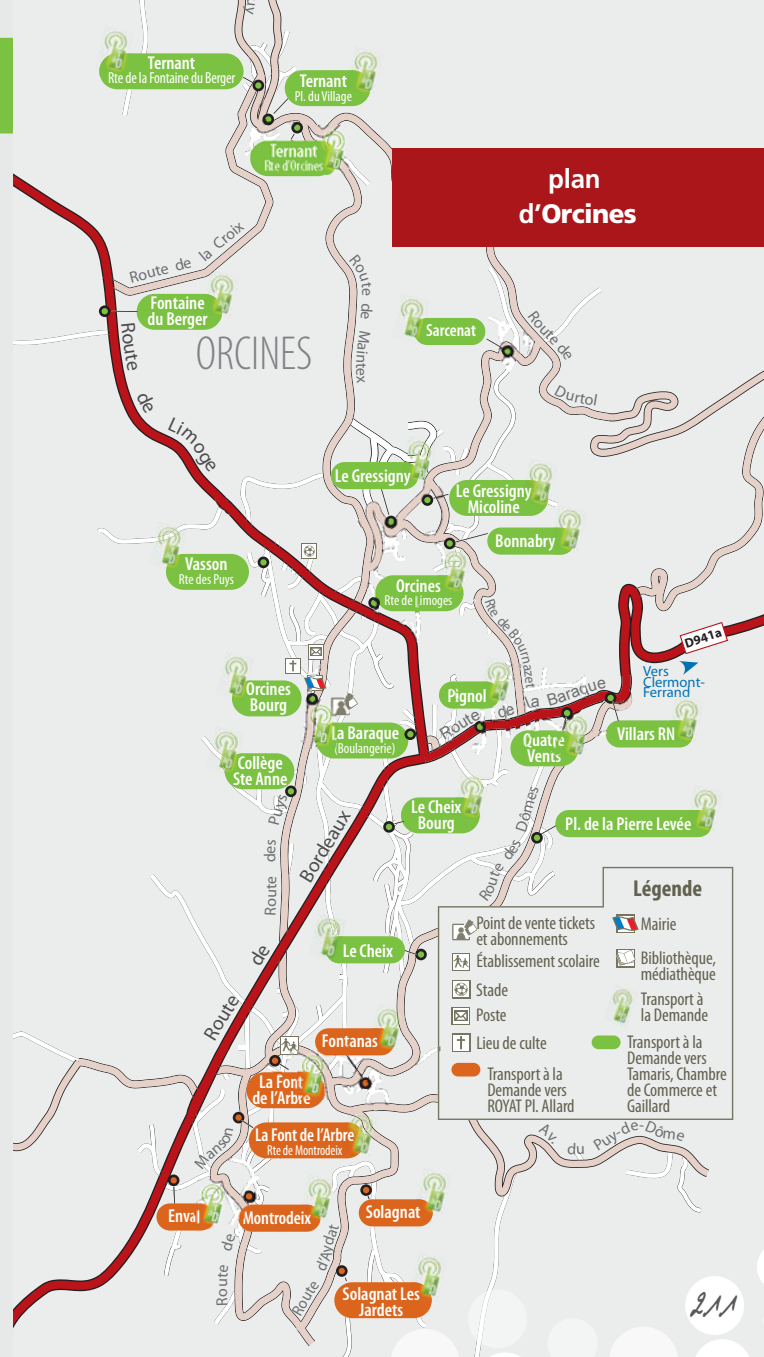 Ternant
Rte de la Fontaine du Berger
Ternant
Pl. du Village
Ternant
Rte d'Orcines
plan
d'Orcines
Route de la Croix
Fontaine
du Berger
ORCINES
Route de Maintex
Sarcenat
Route de
Durtol
Route de Limoge
Le Gressigny
Le Gressigny
Micoline
Bonnabry
Vasson
Rte des Puys
Orcines
Rte de Limoges
Rte de Bournazet
D941a
Vers
Clermont-
Ferrand
Orcines
Bourg
Pignol
Route de la Baraque
La Baraque
(Boulangerie)
Quatre
Vents
Villars RN
Collège
Ste Anne
Le Cheix
Bourg
Pl. de la Pierre Levée
Route des Puys
Route de Bordeaux
Route des Dômes
Le Cheix
Légende
Point de vente tickets
et abonnements
Établissement scolaire
Stade
Poste
Lieu de culte
Transport à la
Demande vers
ROYAT Pl. Allard
Mairie
Bibliothèque,
médiathèque
Transport à
la Demande
Transport à la
Demande vers
Tamaris, Chambre
de Commerce et
Gaillard
Fontanas
La Font
de l'Arbre
La Font de l'Arbre
Rte de Montrodeix
Av. du Puy-de-Dôme
Route de Manson
Enval
Montrodeix
Solagnat
Route d'Aydat
Solagnat Les
Jardets
211